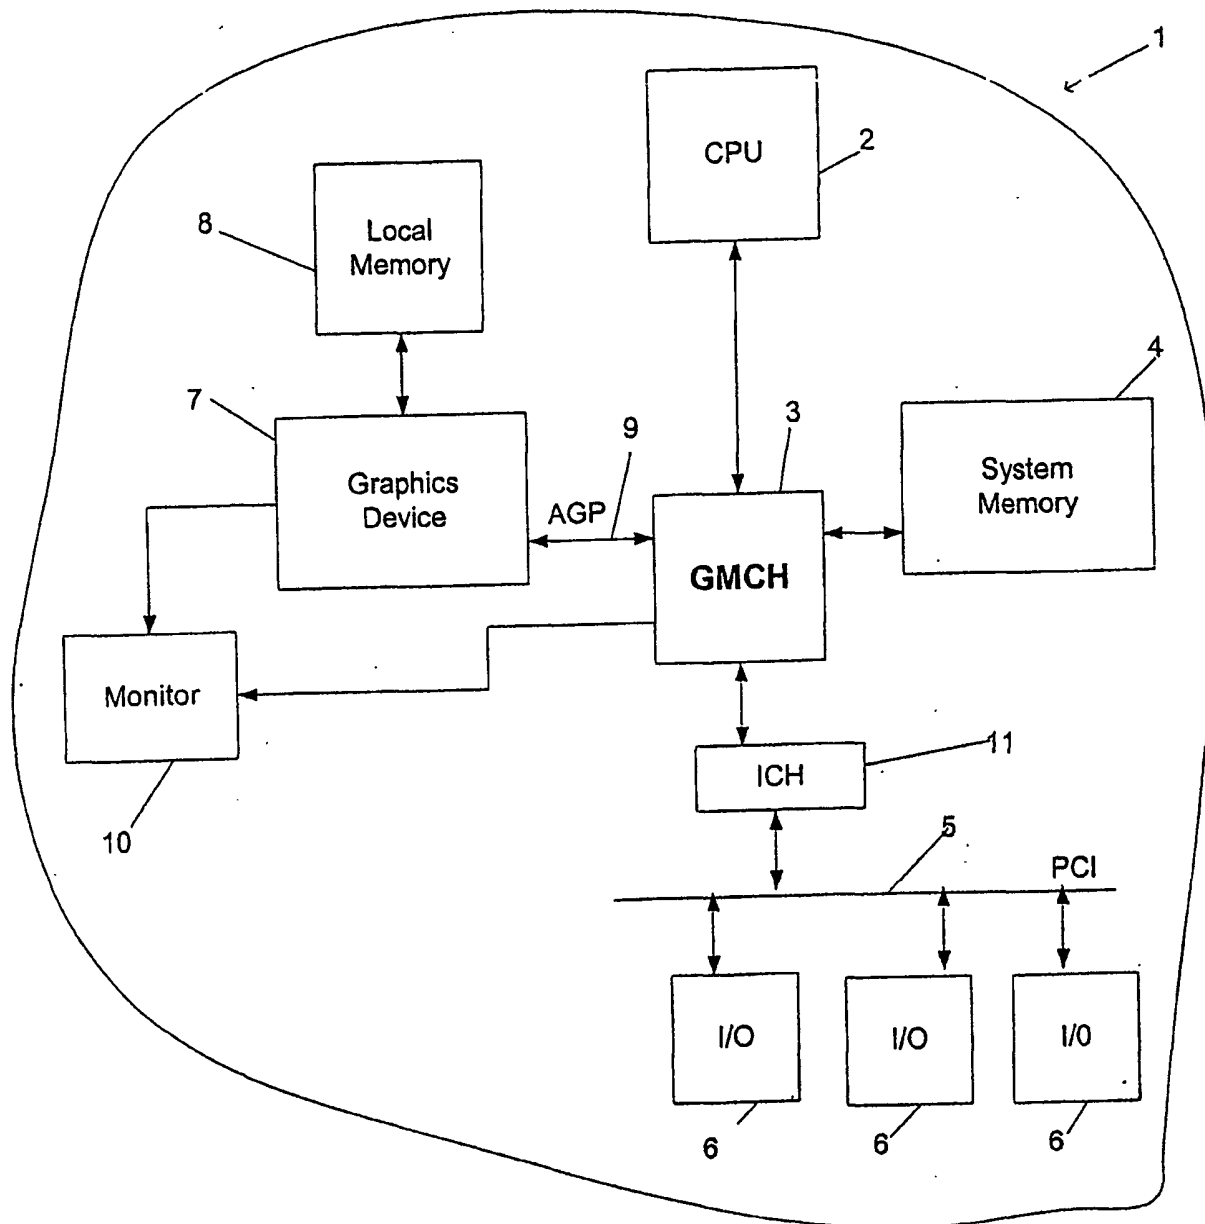 1
CPU
2
8
Local
Memory
7
Graphics
Device
AGP
9
3
GMCH
4
System
Memory
Monitor
10
ICH
11
5
PCI
I/O
I/O
I/0
6
6
6